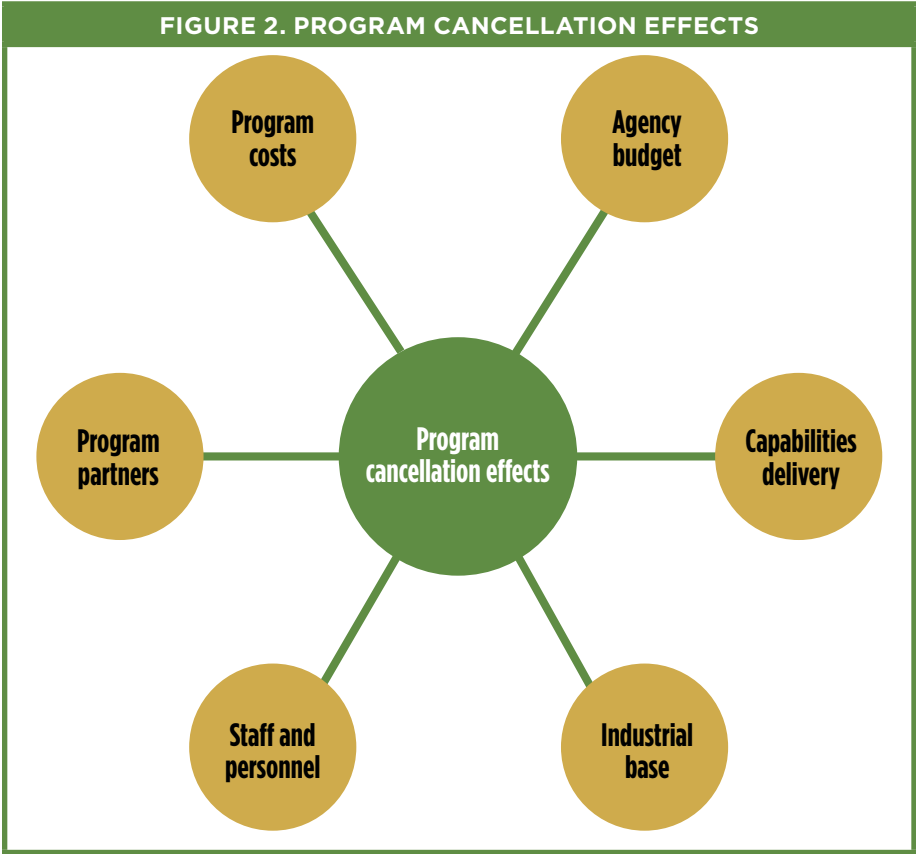 FIGURE 2. PROGRAM CANCELLATION EFFECTS
Program
costs
Agency
budget
Program
partners
Program
cancellation effects
Capabilities
delivery
Staff and
personnel
Industrial
base